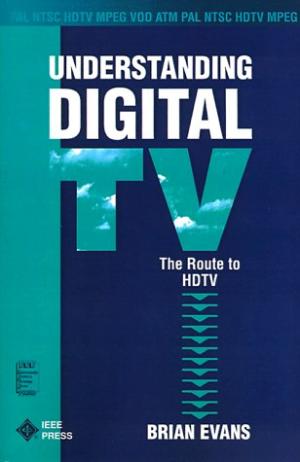 PAL NTSC HDTV MPEG VOD ATM PAL NTSC HDTV MPEG
UNDERSTANDING
DIGITAL
TV
The Route to
HDTV
IEEE
PRESS
BRIAN EVANS